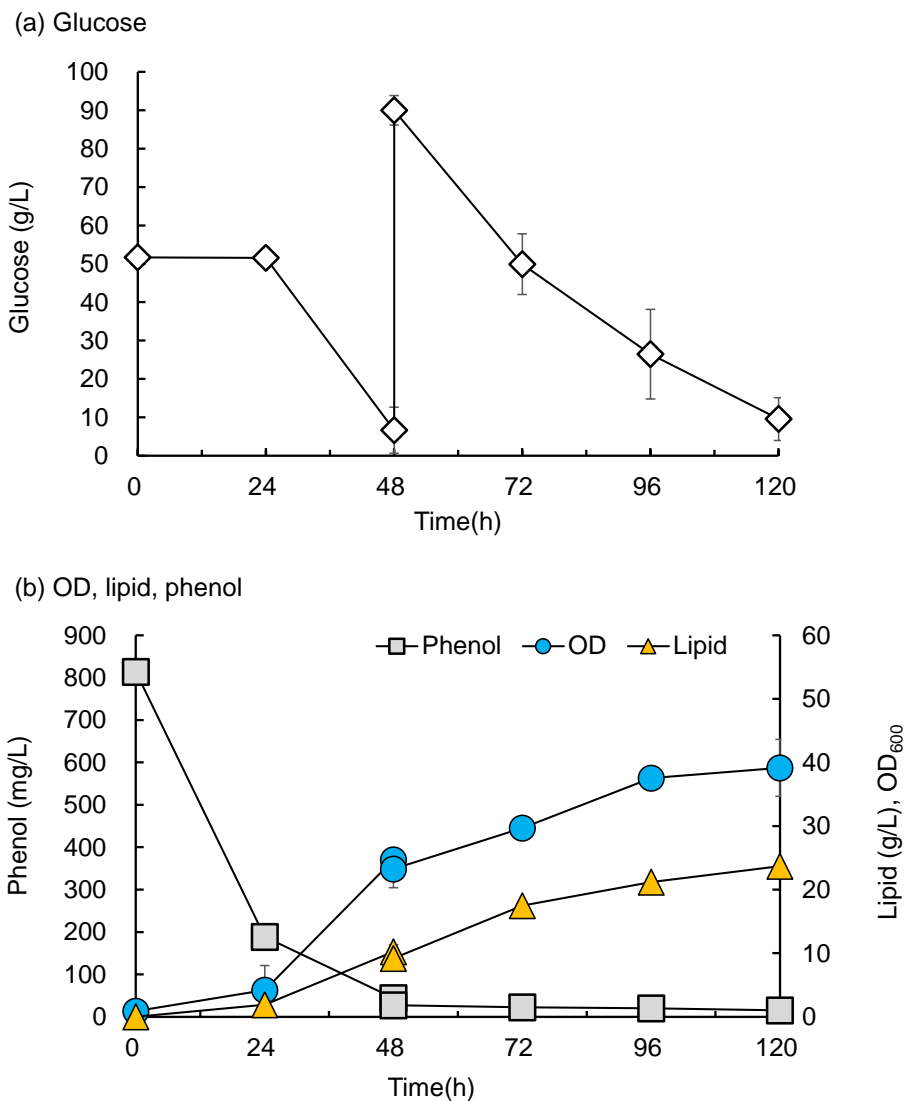 (a) Glucose
100
90
80
70
60
50
40
30
20
10
0
Glucose (g/L)
0 24 48 72 96 120
Time(h)
(b) OD, lipid, phenol
Phenol OD Lipid
900
800
700
600
500
400
300
200
100
0
Phenol (mg/L)
60
50
40
30
20
10
0
Lipid (g/L), OD600
0 24 48 72 96 120
Time(h)